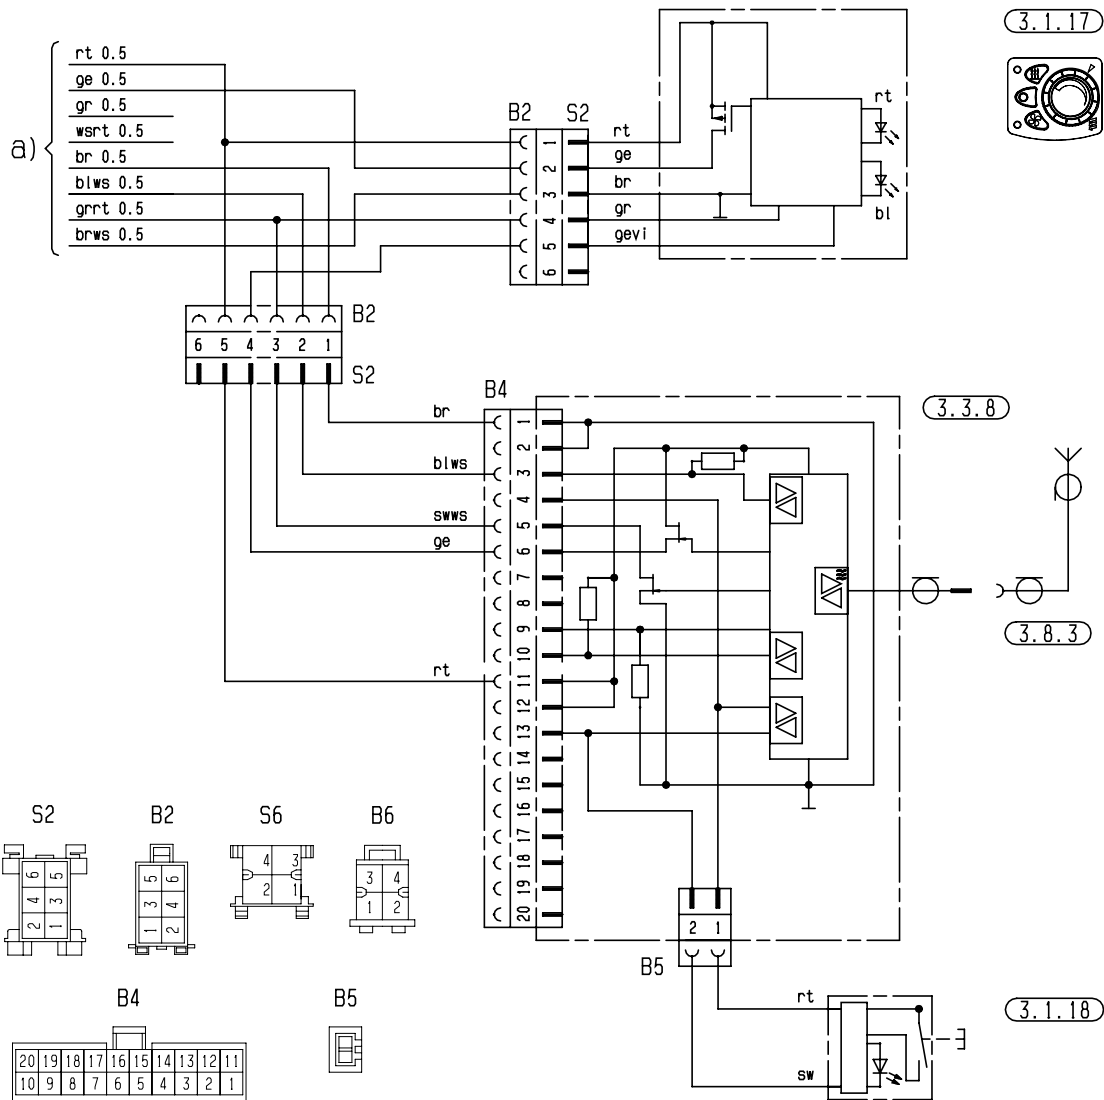 3.1.17
rt 0.5
ge 0.5
gr 0.5
wsrt 0.5
br 0.5
blws 0.5
grrt 0.5
brws 0.5
a)
B2 S2
1
2
3
4
5
6
rt
ge
br
gr
gevi
rt
bl
B2
6 5 4 3 2 1
S2
B4
3.3.8
br
blws
swws
ge
rt
1
2
3
4
5
6
7
8
9
10
11
12
13
14
15
16
17
18
19
20
3.8.3
2 1
B5
rt
sw
3.1.18
S2 B2 S6 B6
6 5
4 3
2 1
5 6
3 4
1 2
4 3
2 1
3 4
1 2
B4 B5
20 19 18 17 16 15 14 13 12 11
10 9 8 7 6 5 4 3 2 1